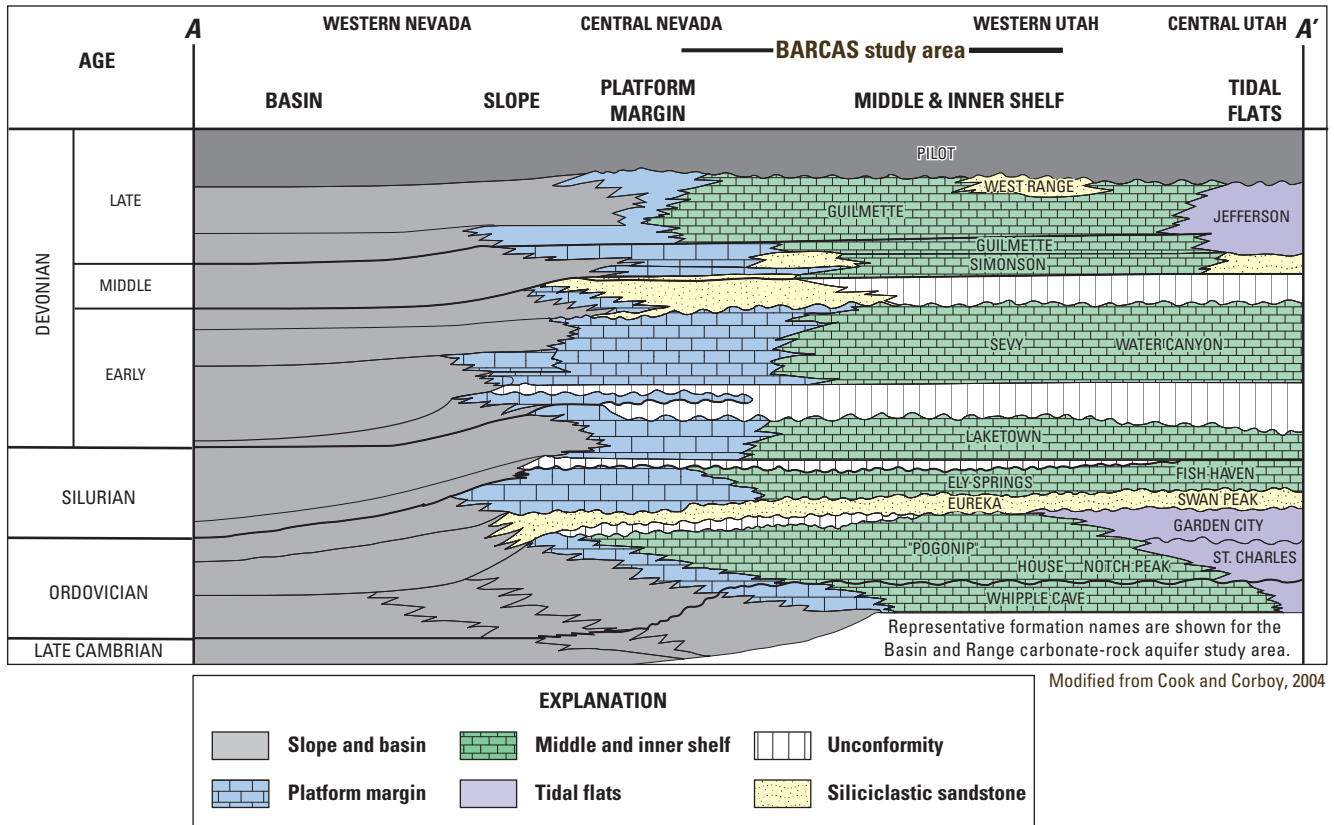 A WESTERN NEVADA CENTRAL NEVADA WESTERN UTAH CENTRAL UTAH A′
BARCAS study area
AGE
BASIN SLOPE PLATFORM MARGIN MIDDLE & INNER SHELF TIDAL FLATS
DEVONIAN
LATE
MIDDLE
EARLY
SILURIAN
ORDOVICIAN
LATE CAMBRIAN
PILOT
WEST RANGE
GUILMETTE
JEFFERSON
GUILMETTE
SIMONSON
SEVY WATER CANYON
LAKETOWN
FISH HAVEN
ELY SPRINGS
SWAN PEAK
EUREKA
GARDEN CITY
"POGONIP"
ST. CHARLES
HOUSE NOTCH PEAK
WHIPPLE CAVE
Representative formation names are shown for the
Basin and Range carbonate-rock aquifer study area.
Modified from Cook and Corboy, 2004
EXPLANATION
Slope and basin Middle and inner shelf Unconformity
Platform margin Tidal flats Siliciclastic sandstone